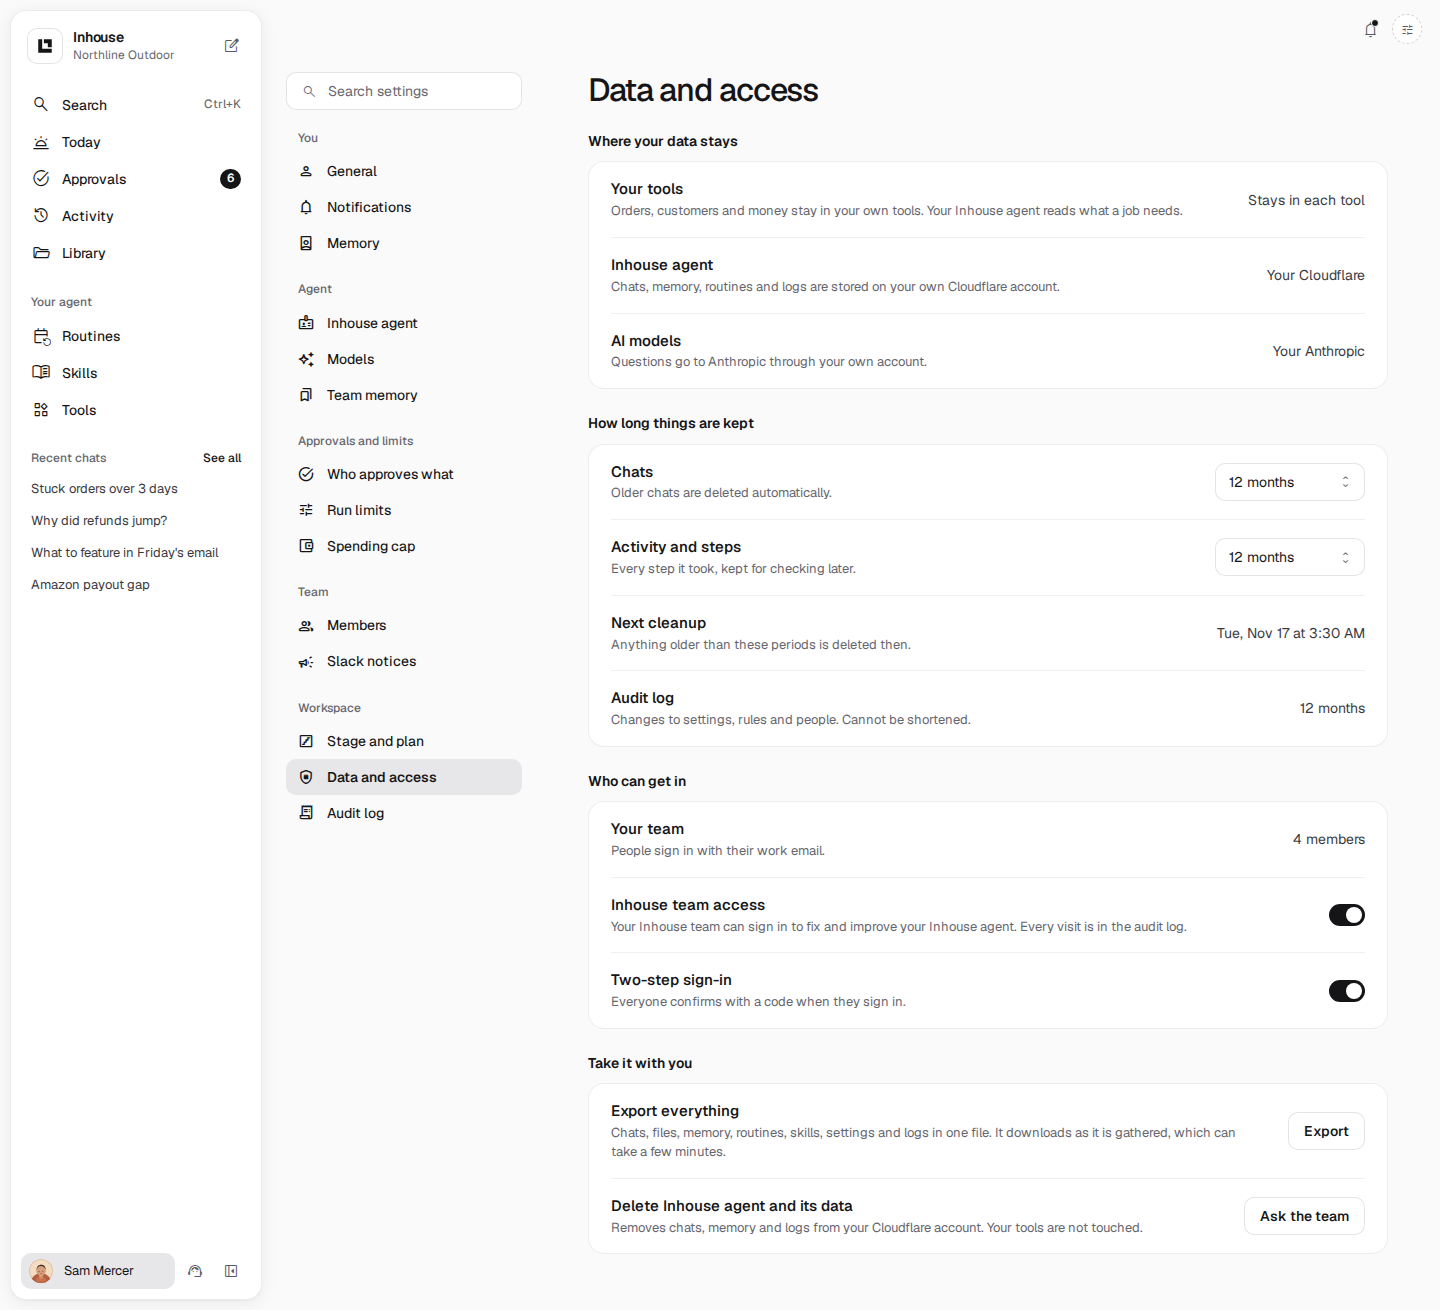 Inhouse
Northline Outdoor
Search
Ctrl+K
Today
Approvals
6
Activity
Library
Your agent
Routines
Skills
Tools
Recent chats
See all
Stuck orders over 3 days
Why did refunds jump?
What to feature in Friday's email
Amazon payout gap
Sam Mercer
Search settings
You
General
Notifications
Memory
Agent
Inhouse agent
Models
Team memory
Approvals and limits
Who approves what
Run limits
Spending cap
Team
Members
Slack notices
Workspace
Stage and plan
Data and access
Audit log
Data and access
Where your data stays
Your tools
Orders, customers and money stay in your own tools. Your Inhouse agent reads what a job needs.
Stays in each tool
Inhouse agent
Chats, memory, routines and logs are stored on your own Cloudflare account.
Your Cloudflare
AI models
Questions go to Anthropic through your own account.
Your Anthropic
How long things are kept
Chats
Older chats are deleted automatically.
12 months
Activity and steps
Every step it took, kept for checking later.
12 months
Next cleanup
Anything older than these periods is deleted then.
Tue, Nov 17 at 3:30 AM
Audit log
Changes to settings, rules and people. Cannot be shortened.
12 months
Who can get in
Your team
People sign in with their work email.
4 members
Inhouse team access
Your Inhouse team can sign in to fix and improve your Inhouse agent. Every visit is in the audit log.
Two-step sign-in
Everyone confirms with a code when they sign in.
Take it with you
Export everything
Chats, files, memory, routines, skills, settings and logs in one file. It downloads as it is gathered, which can
take a few minutes.
Export
Delete Inhouse agent and its data
Removes chats, memory and logs from your Cloudflare account. Your tools are not touched.
Ask the team